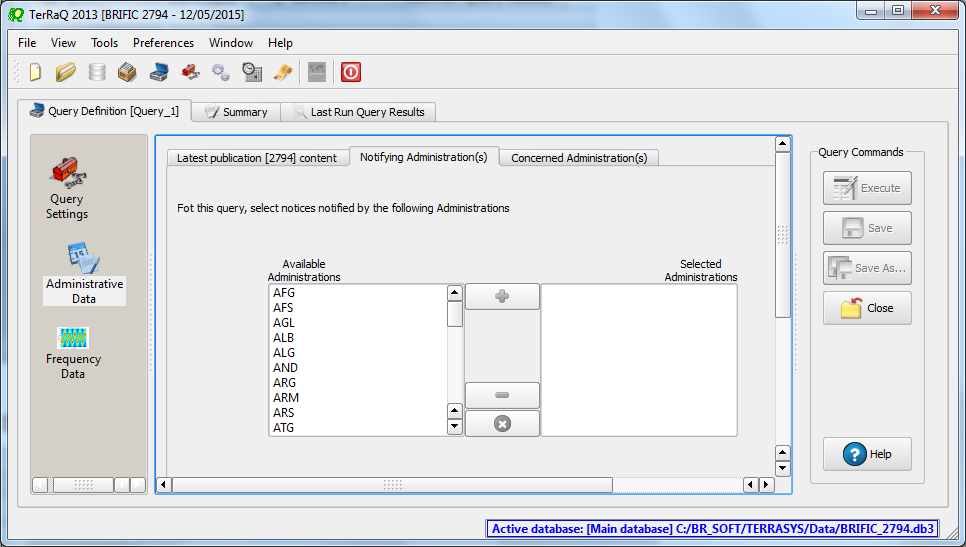 TerRaQ 2013 [BRIFIC 2794 - 12/05/2015]
File View Tools Preferences Window Help
Query Definition [Query_1] Summary Last Run Query Results
Query Settings
Administrative Data
Frequency Data
Latest publication [2794] content Notifying Administration(s) Concerned Administration(s)
Fot this query, select notices notified by the following Administrations
Available Administrations
AFG
AFS
AGL
ALB
ALG
AND
ARG
ARM
ARS
ATG
Selected Administrations
Query Commands
Execute
Save
Save As...
Close
Help
Active database: [Main database] C:/BR_SOFT/TERRASYS/Data/BRIFIC_2794.db3